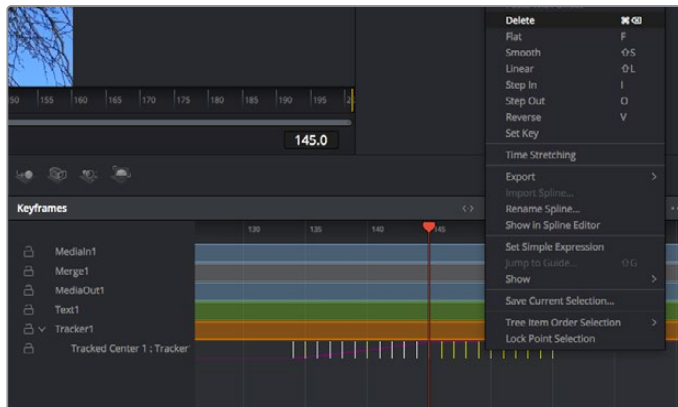 Delete ⌘⌫
Flat F
Smooth ⇧S
Linear ⇧L
Step In I
Step Out O
Reverse V
Set Key
Time Stretching
Export >
Import Spline...
Rename Spline...
Show in Spline Editor
Set Simple Expression
Jump to Guide... ⇧G
Show >
Save Current Selection...
Tree Item Order Selection >
Lock Point Selection
50 155 160 165 170 175 180 185 190 195
145.0
Keyframes
130 135 140 145
MediaIn1
Merge1
MediaOut1
Text1
Tracker1
Tracked Center 1 : Tracker